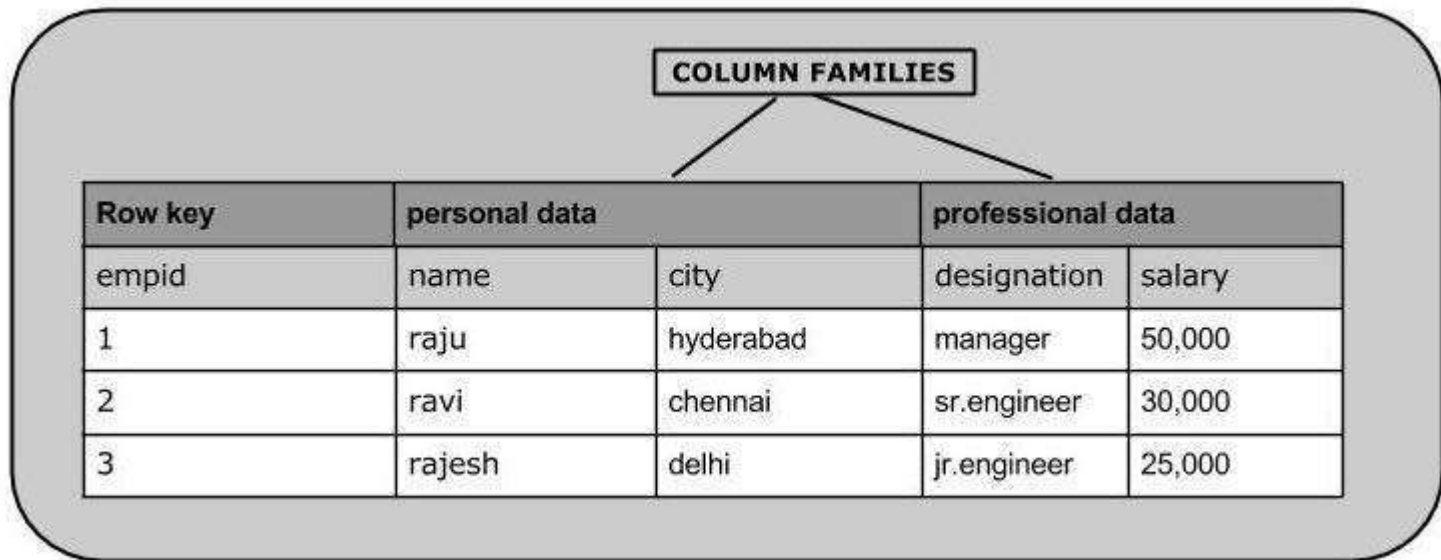 COLUMN FAMILIES
Row key personal data professional data
empid name city designation salary
1 raju hyderabad manager 50,000
2 ravi chennai sr.engineer 30,000
3 rajesh delhi jr.engineer 25,000